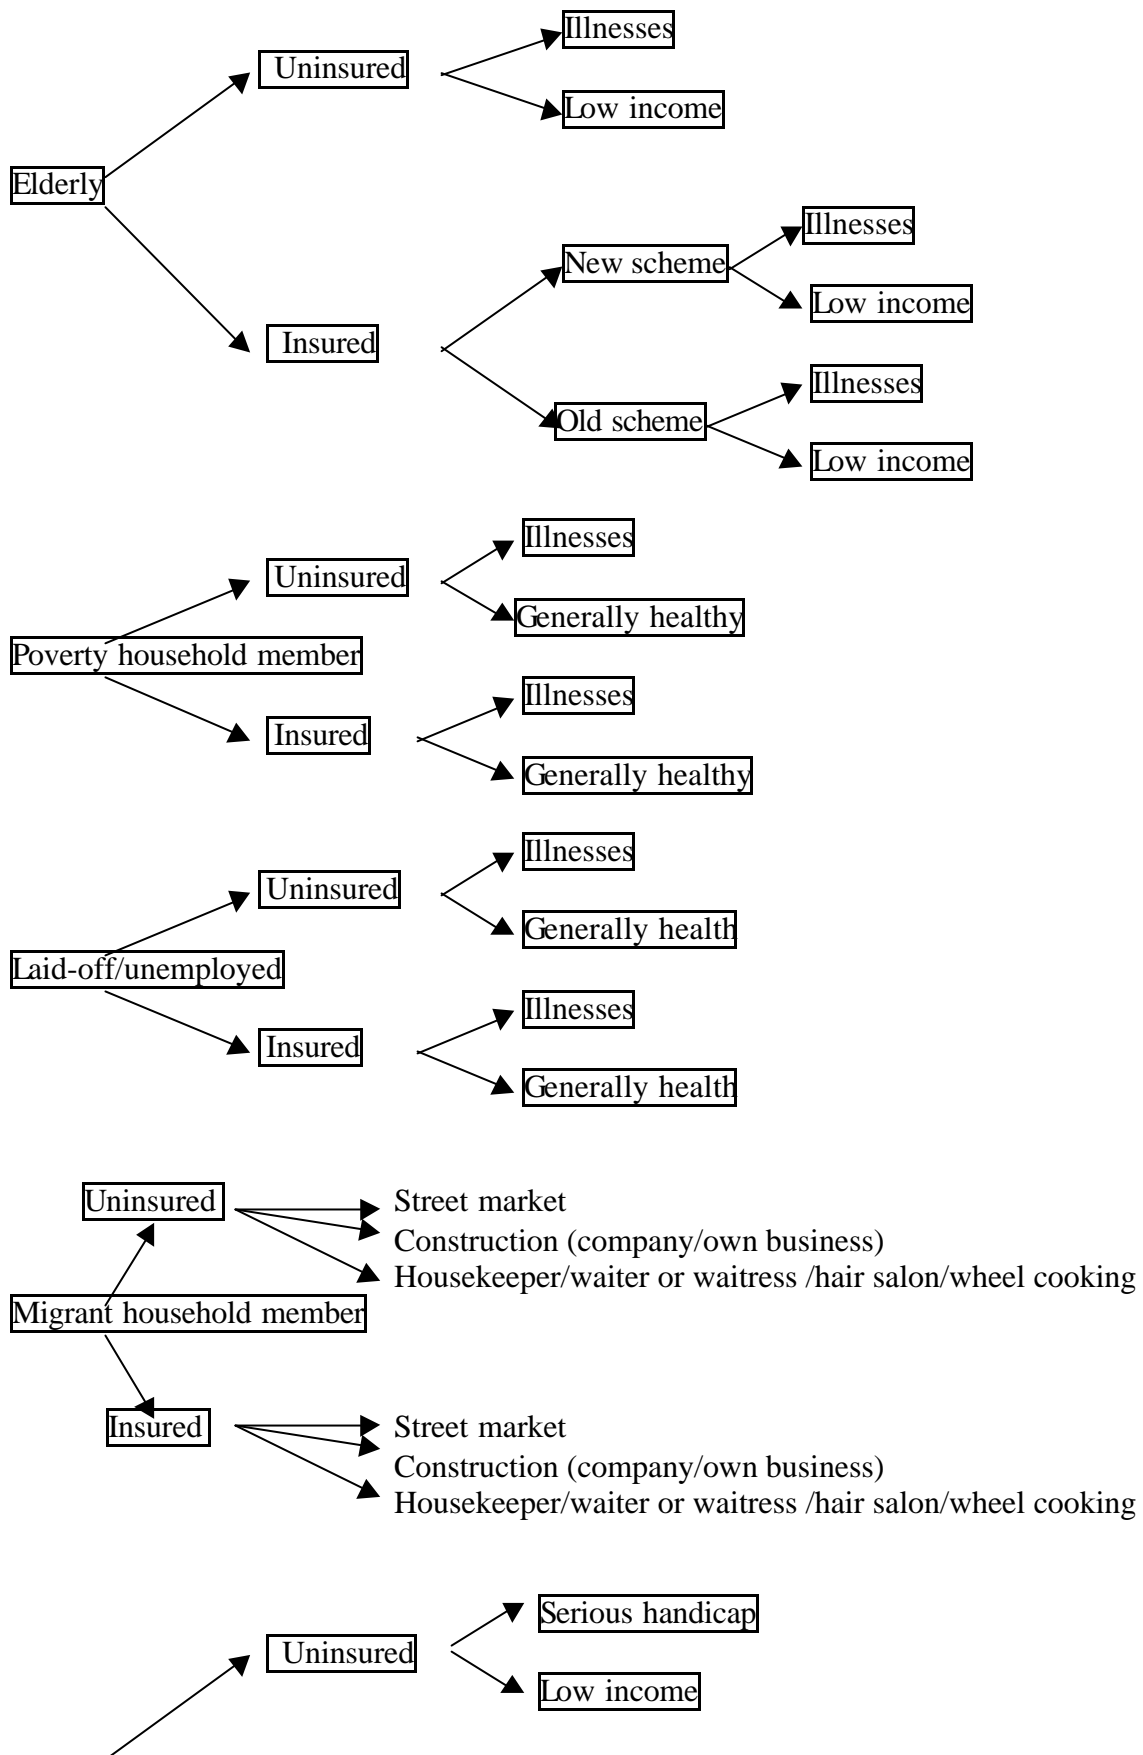 Illnesses
Uninsured
Low income
Elderly
Illnesses
New scheme
Low income
Insured
Illnesses
Old scheme
Low income
Illnesses
Uninsured
Generally healthy
Poverty household member
Illnesses
Insured
Generally healthy
Illnesses
Uninsured
Generally health
Laid-off/unemployed
Illnesses
Insured
Generally health
Uninsured
Street market
Construction (company/own business)
Housekeeper/waiter or waitress /hair salon/wheel cooking
Migrant household member
Insured
Street market
Construction (company/own business)
Housekeeper/waiter or waitress /hair salon/wheel cooking
Serious handicap
Uninsured
Low income